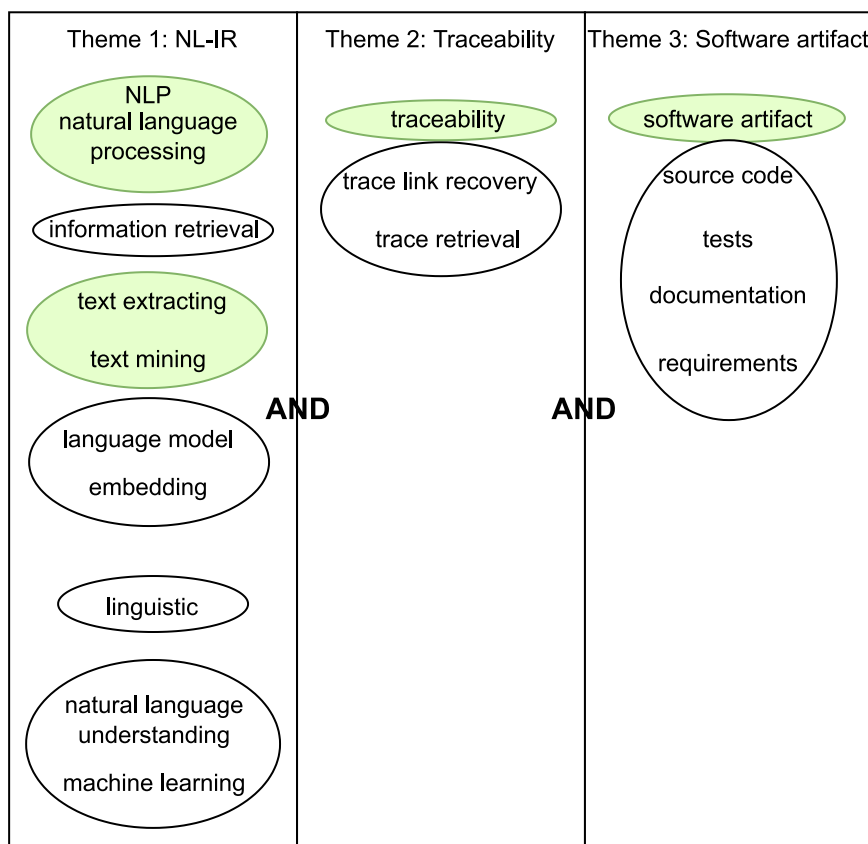 Theme 1: NL-IR
NLP
natural language
processing
information retrieval
text extracting
text mining
language model
embedding
linguistic
natural language
understanding
machine learning
AND
Theme 2: Traceability
traceability
trace link recovery
trace retrieval
AND
Theme 3: Software artifact
software artifact
source code
tests
documentation
requirements